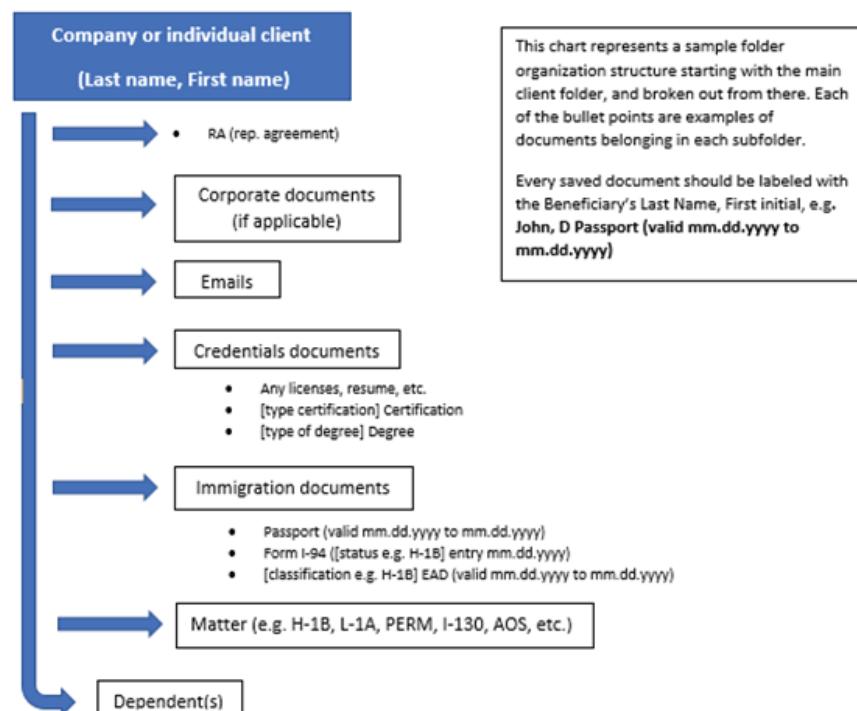 Company or individual client
(Last name, First name)
This chart represents a sample folder
organization structure starting with the main
client folder, and broken out from there. Each
of the bullet points are examples of
documents belonging in each subfolder.
Every saved document should be labeled with
the Beneficiary's Last Name, First initial, e.g.
John, D Passport (valid mm.dd.yyyy to
mm.dd.yyyy)
• RA (rep. agreement)
Corporate documents
(if applicable)
Emails
Credentials documents
• Any licenses, resume, etc.
• [type certification] Certification
• [type of degree] Degree
Immigration documents
• Passport (valid mm.dd.yyyy to mm.dd.yyyy)
• Form I-94 ([status e.g. H-1B] entry mm.dd.yyyy)
• [classification e.g. H-1B] EAD (valid mm.dd.yyyy to mm.dd.yyyy)
Matter (e.g. H-1B, L-1A, PERM, I-130, AOS, etc.)
Dependent(s)